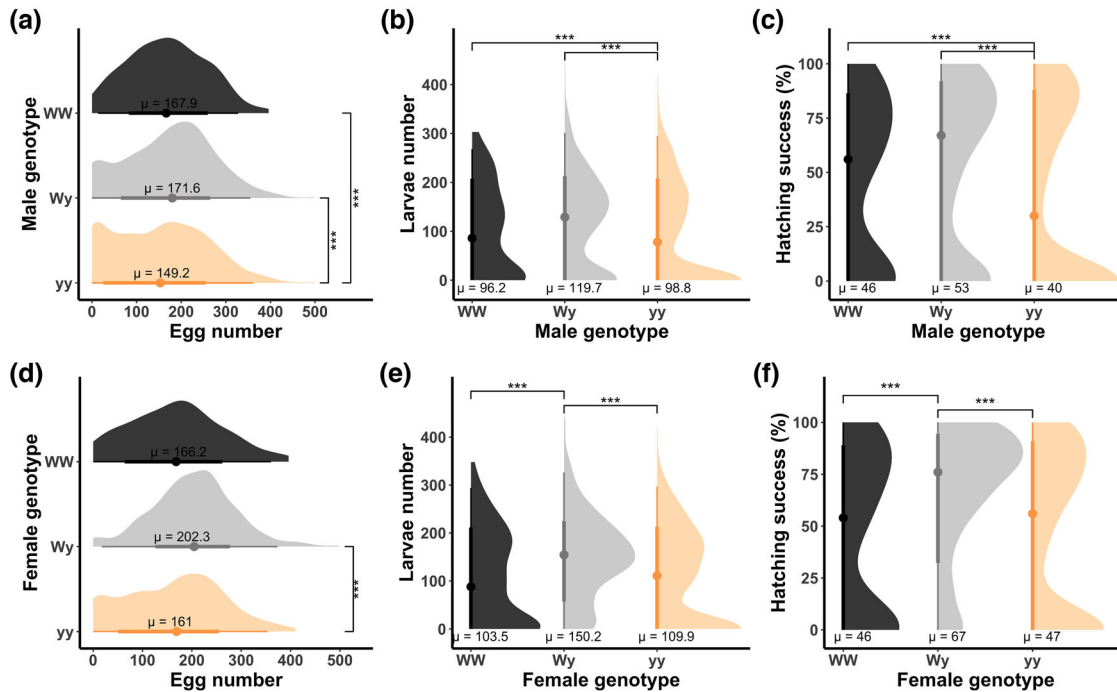 (a)
Male genotype
WW
Wy
yy
μ = 167.9
μ = 171.6
μ = 149.2
***
***
0 100 200 300 400 500
Egg number
(b)
Larvae number
400
300
200
100
0
***
***
μ = 96.2 μ = 119.7 μ = 98.8
WW Wy yy
Male genotype
(c)
Hatching success (%)
100
75
50
25
0
***
***
μ = 46 μ = 53 μ = 40
WW Wy yy
Male genotype
(d)
Female genotype
WW
Wy
yy
μ = 166.2
μ = 202.3
μ = 161
***
0 100 200 300 400 500
Egg number
(e)
Larvae number
400
300
200
100
0
***
***
μ = 103.5 μ = 150.2 μ = 109.9
WW Wy yy
Female genotype
(f)
Hatching success (%)
100
75
50
25
0
***
***
μ = 46 μ = 67 μ = 47
WW Wy yy
Female genotype